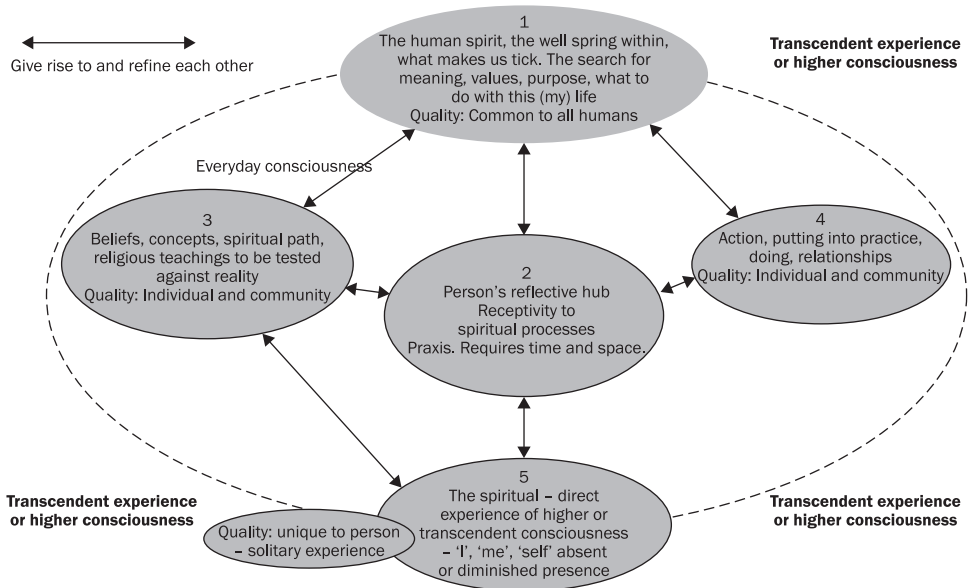 1
The human spirit, the well spring within,
what makes us tick. The search for
meaning, values, purpose, what to
do with this (my) life
Quality: Common to all humans
Give rise to and refine each other
Transcendent experience
or higher consciousness
Everyday consciousness
3
Beliefs, concepts, spiritual path,
religious teachings to be tested
against reality
Quality: Individual and community
2
Person's reflective hub
Receptivity to
spiritual processes
Praxis. Requires time and space.
4
Action, putting into practice,
doing, relationships
Quality: Individual and community
Transcendent experience
or higher consciousness
5
The spiritual – direct
experience of higher or
transcendent consciousness
– ‘I’, ‘me’, ‘self’ absent
or diminished presence
Quality: unique to person
– solitary experience
Transcendent experience
or higher consciousness